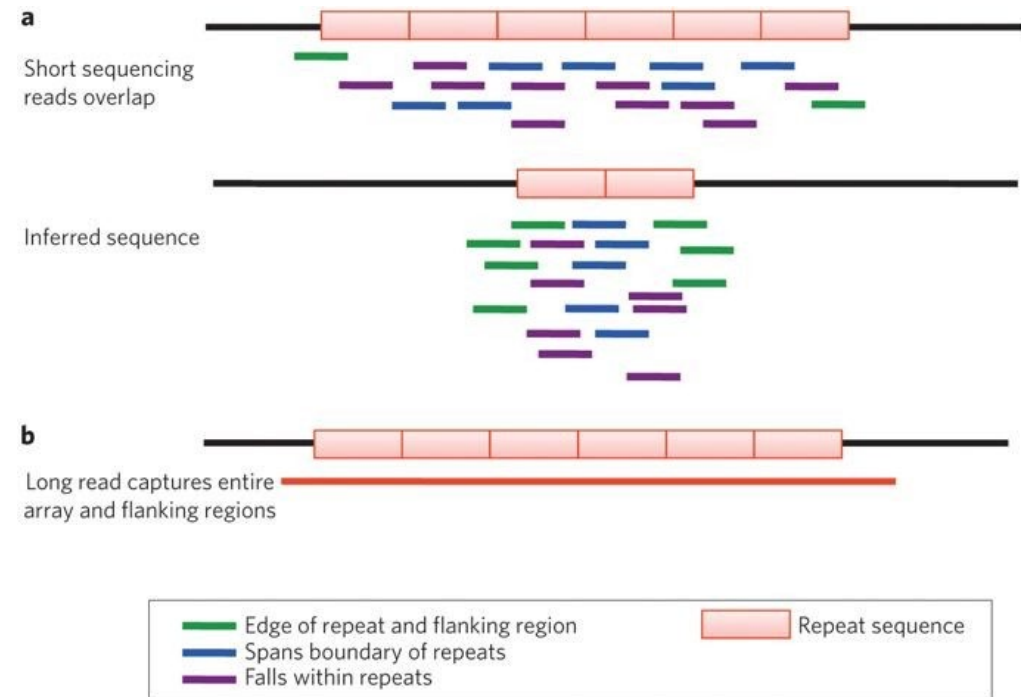 a
Short sequencing
reads overlap
Inferred sequence
b
Long read captures entire
array and flanking regions
Edge of repeat and flanking region
Repeat sequence
Spans boundary of repeats
Falls within repeats